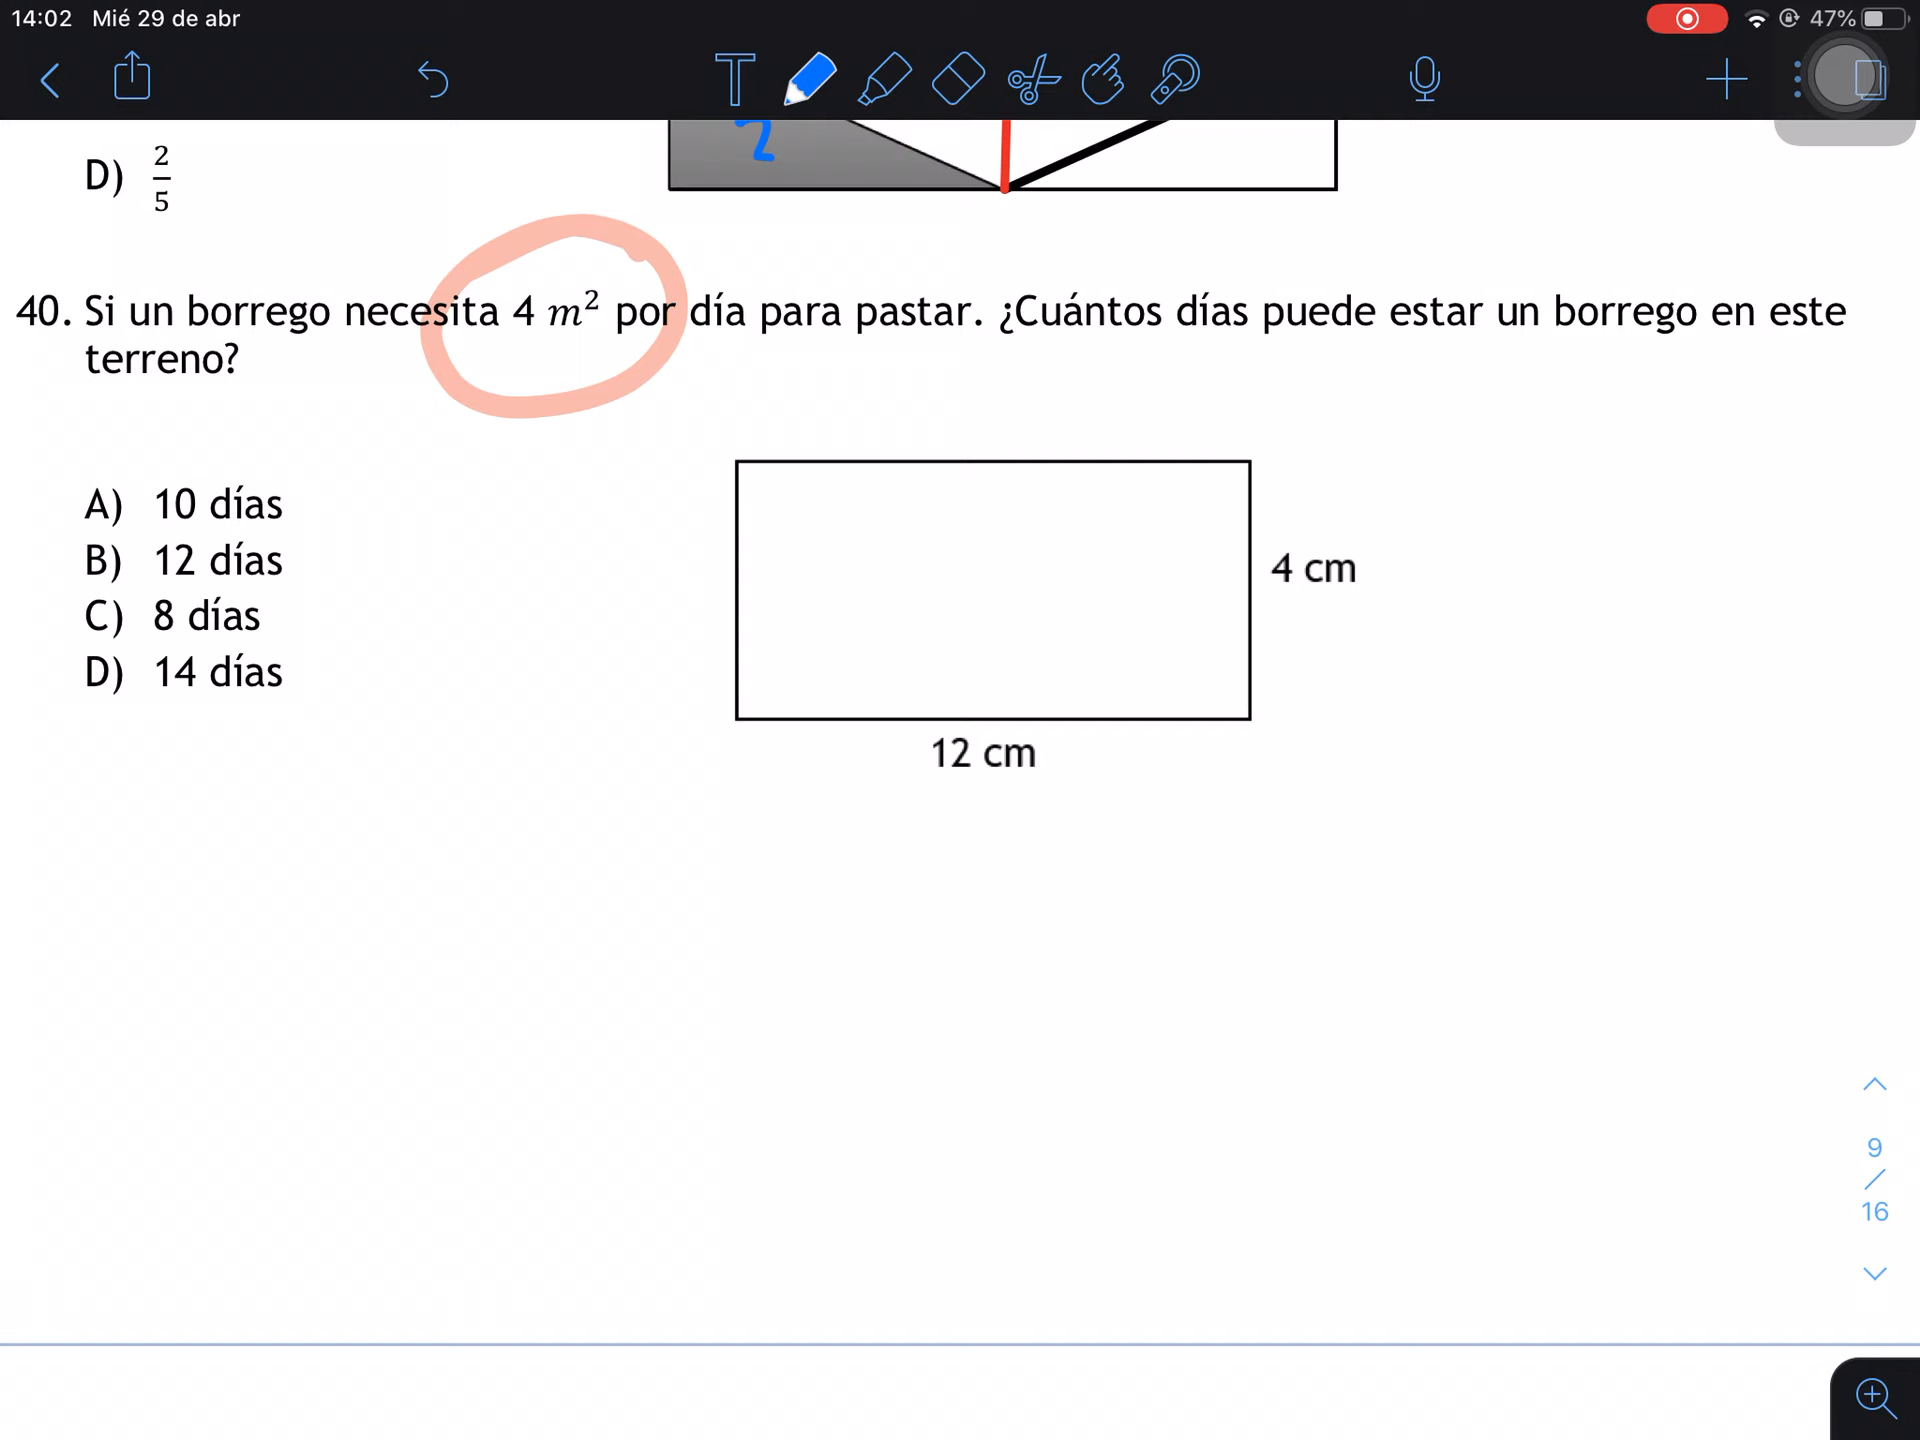 14:02 Mié 29 de abr 47%
2
D) 2/5
40. Si un borrego necesita 4 m² por día para pastar. ¿Cuántos días puede estar un borrego en este
terreno?
A) 10 días
B) 12 días
C) 8 días
D) 14 días
4 cm
12 cm
9
/
16